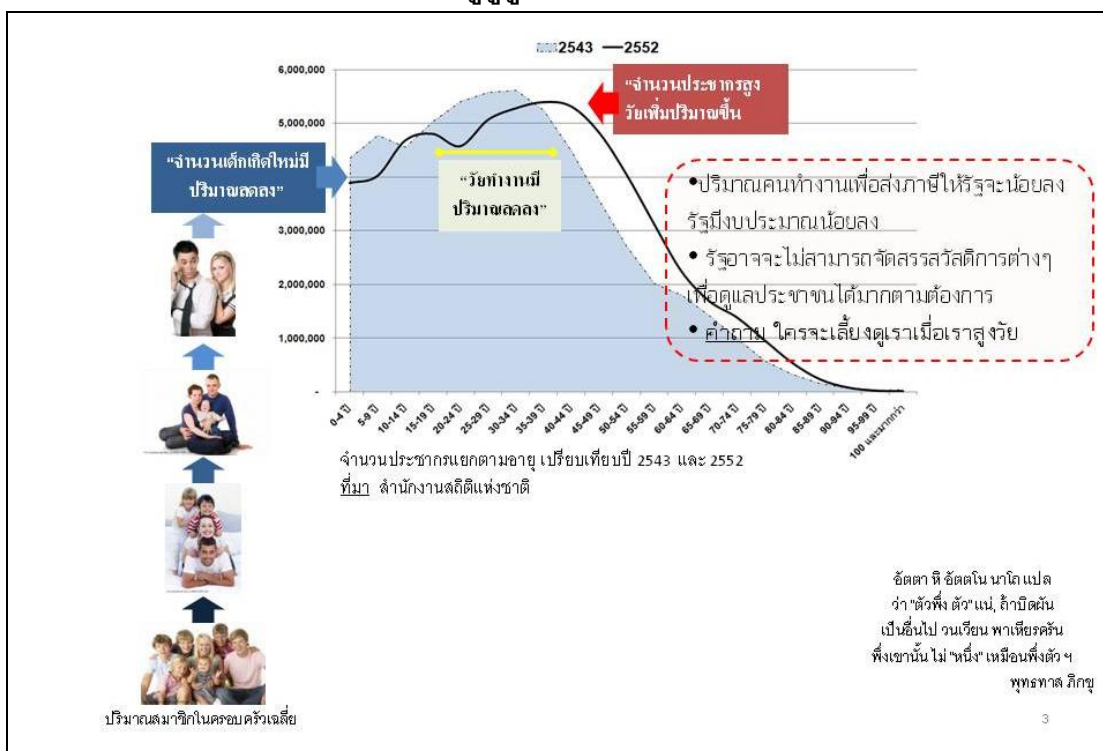 2543 2552
6,000,000
5,000,000
3,000,000
2,000,000
1,000,000
-
"จำนวนประชากรสูง
วัยเพิ่มปริมาณขึ้น"
"จำนวนเด็กเกิดใหม่มี
ปริมาณลดลง"
"วัยทำงานมี
ปริมาณลดลง"
•ปริมาณคนทำงานเพื่อส่งภาษีให้รัฐจะน้อยลง
รัฐมีงบประมาณน้อยลง
• รัฐอาจจะไม่สามารถจัดสรรสวัสดิการต่างๆ
เพื่อดูแลประชาชนได้มากตามต้องการ
• คำถาม ใครจะเลี้ยงดูเราเมื่อเราสูงวัย
0-4 ปี
5-9 ปี
10-14 ปี
15-19 ปี
20-24 ปี
25-29 ปี
30-34 ปี
35-39 ปี
40-44 ปี
45-49 ปี
50-54 ปี
55-59 ปี
60-64 ปี
65-69 ปี
70-74 ปี
75-79 ปี
80-84 ปี
85-89 ปี
90-94 ปี
95-99 ปี
100 และมากกว่า
จำนวนประชากรแยกตามอายุ เปรียบเทียบปี 2543 และ 2552
ที่มา สำนักงานสถิติแห่งชาติ
อัตตา หิ อัตตโน นาโถ แปล
ว่า "ตัวพึ่ง ตัว" แน่, ถ้าบิดผัน
เป็นอื่นไป วนเวียน พาเหียรครัน
พึ่งเขานั้น ไม่ "หนึ่ง" เหมือนพึ่งตัว ฯ
พุทธทาส ภิกขุ
ปริมาณสมาชิกในครอบครัวเฉลี่ย
3